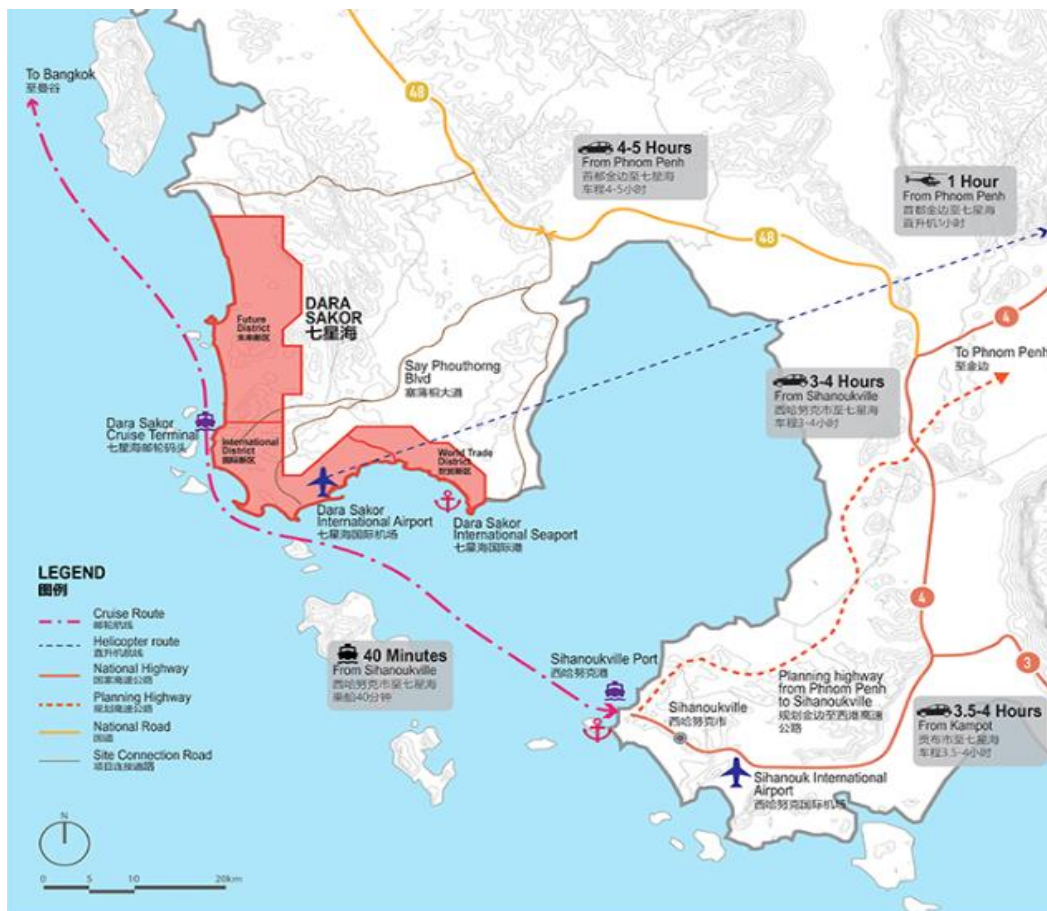 To Bangkok
至曼谷
48
4-5 Hours
From Phnom Penh
首都金边至七星海
车程4-5小时
1 Hour
From Phnom Penh
首都金边至七星海
直升机1小时
48
DARA
SAKOR
七星海
Future
District
未来新区
4
To Phnom Penh
至金边
Say Phouthorng
Blvd
塞薄桐大道
3-4 Hours
From Sihanoukville
西哈努克市至七星海
车程3-4小时
Dara Sakor
Cruise Terminal
七星海邮轮码头
International
District
国际新区
World Trade
District
世贸新区
Dara Sakor
International Airport
七星海国际机场
Dara Sakor
International Seaport
七星海国际港
LEGEND
图例
Cruise Route
邮轮航线
Helicopter route
直升机航线
National Highway
国家高速公路
Planning Highway
规划高速公路
National Road
国道
Site Connection Road
项目连接道路
4
40 Minutes
From Sihanoukville
西哈努克市至七星海
乘船40分钟
Sihanoukville Port
西哈努克港
Sihanoukville
西哈努克市
Planning highway
from Phnom Penh
to Sihanoukville
规划金边至西港高速
公路
3
3.5-4 Hours
From Kampot
贡布市至七星海
车程3.5-4小时
Sihanouk International
Airport
西哈努克国际机场
N
0 5 10 20km